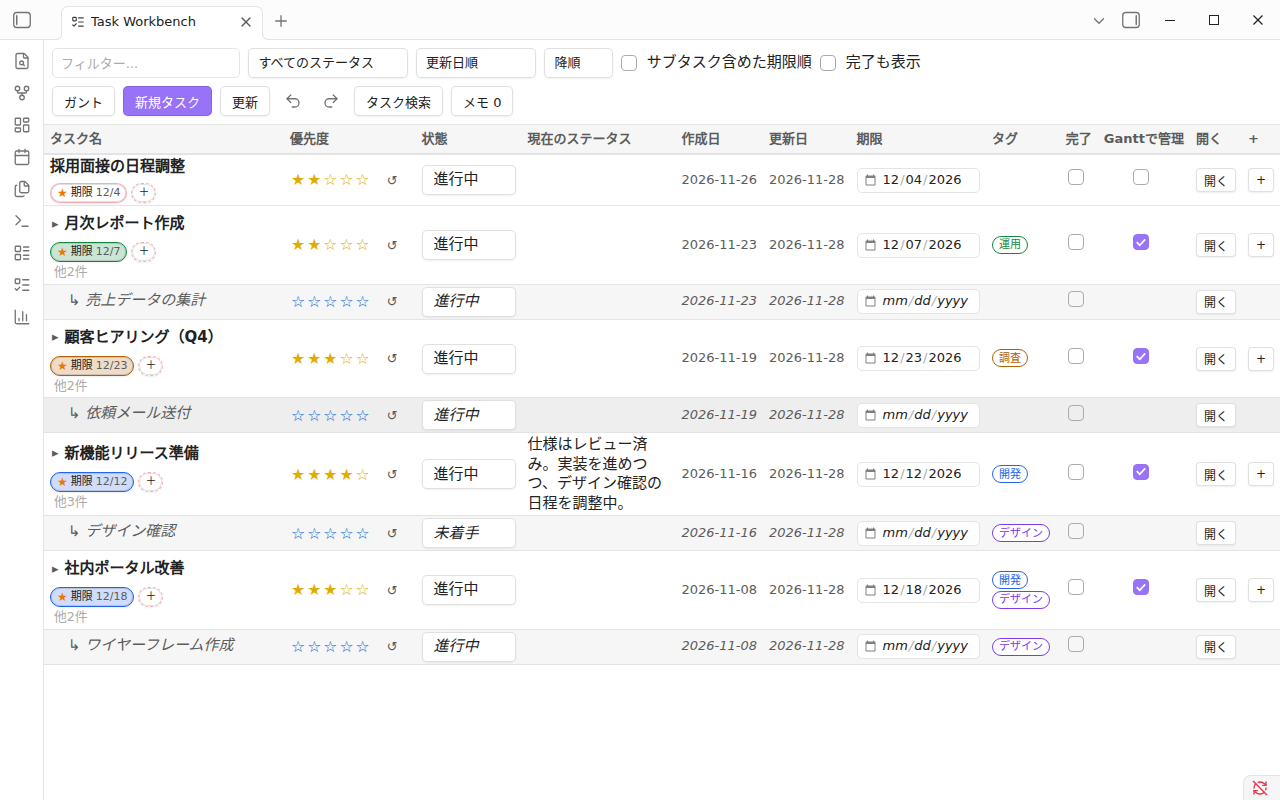 Task Workbench
フィルター...
すべてのステータス
更新日順
降順
サブタスク含めた期限順
完了も表示
ガント
新規タスク
更新
タスク検索
メモ 0
タスク名 優先度 状態 現在のステータス 作成日 更新日 期限 タグ 完了 Ganttで管理 開く +
採用面接の日程調整
★ 期限 12/4 +
★★☆☆☆ ↺ 進行中 2026-11-26 2026-11-28 12/04/2026 開く +
▸ 月次レポート作成
★ 期限 12/7 +
他2件
★★☆☆☆ ↺ 進行中 2026-11-23 2026-11-28 12/07/2026 運用 開く +
↳ 売上データの集計 ☆☆☆☆☆ ↺ 進行中 2026-11-23 2026-11-28 mm/dd/yyyy 開く
▸ 顧客ヒアリング（Q4）
★ 期限 12/23 +
他2件
★★★☆☆ ↺ 進行中 2026-11-19 2026-11-28 12/23/2026 調査 開く +
↳ 依頼メール送付 ☆☆☆☆☆ ↺ 進行中 2026-11-19 2026-11-28 mm/dd/yyyy 開く
▸ 新機能リリース準備
★ 期限 12/12 +
他3件
★★★★☆ ↺ 進行中
仕様はレビュー済
み。実装を進めつ
つ、デザイン確認の
日程を調整中。
2026-11-16 2026-11-28 12/12/2026 開発 開く +
↳ デザイン確認 ☆☆☆☆☆ ↺ 未着手 2026-11-16 2026-11-28 mm/dd/yyyy デザイン 開く
▸ 社内ポータル改善
★ 期限 12/18 +
他2件
★★★☆☆ ↺ 進行中 2026-11-08 2026-11-28 12/18/2026
開発
デザイン
開く +
↳ ワイヤーフレーム作成 ☆☆☆☆☆ ↺ 進行中 2026-11-08 2026-11-28 mm/dd/yyyy デザイン 開く